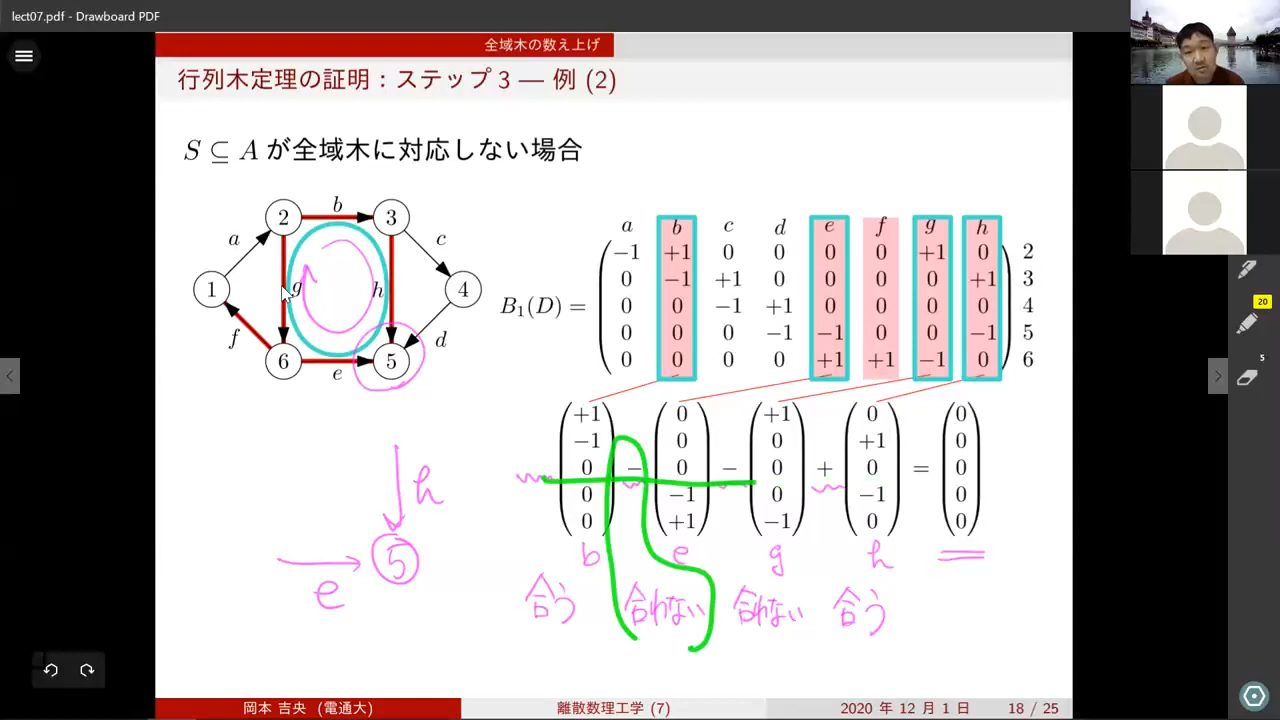 lect07.pdf - Drawboard PDF
全域木の数え上げ
行列木定理の証明：ステップ 3 — 例 (2)
S ⊆ A が全域木に対応しない場合
2 b 3
a c
1 g h 4
f d
6 e 5
a b c d e f g h
−1 +1 0 0 0 0 +1 0 2
0 −1 +1 0 0 0 0 +1 3
B₁(D) = 0 0 −1 +1 0 0 0 0 4
0 0 0 −1 −1 0 0 −1 5
0 0 0 0 +1 +1 −1 0 6
+1 0 +1 0 0
−1 0 0 +1 0
0 − 0 − 0 + 0 = 0
0 −1 0 −1 0
0 +1 −1 0 0
h
b e g h
e 5
合う 合わない 合わない 合う
岡本 吉央 (電通大) 離散数理工学 (7) 2020 年 12 月 1 日 18 / 25
20
5